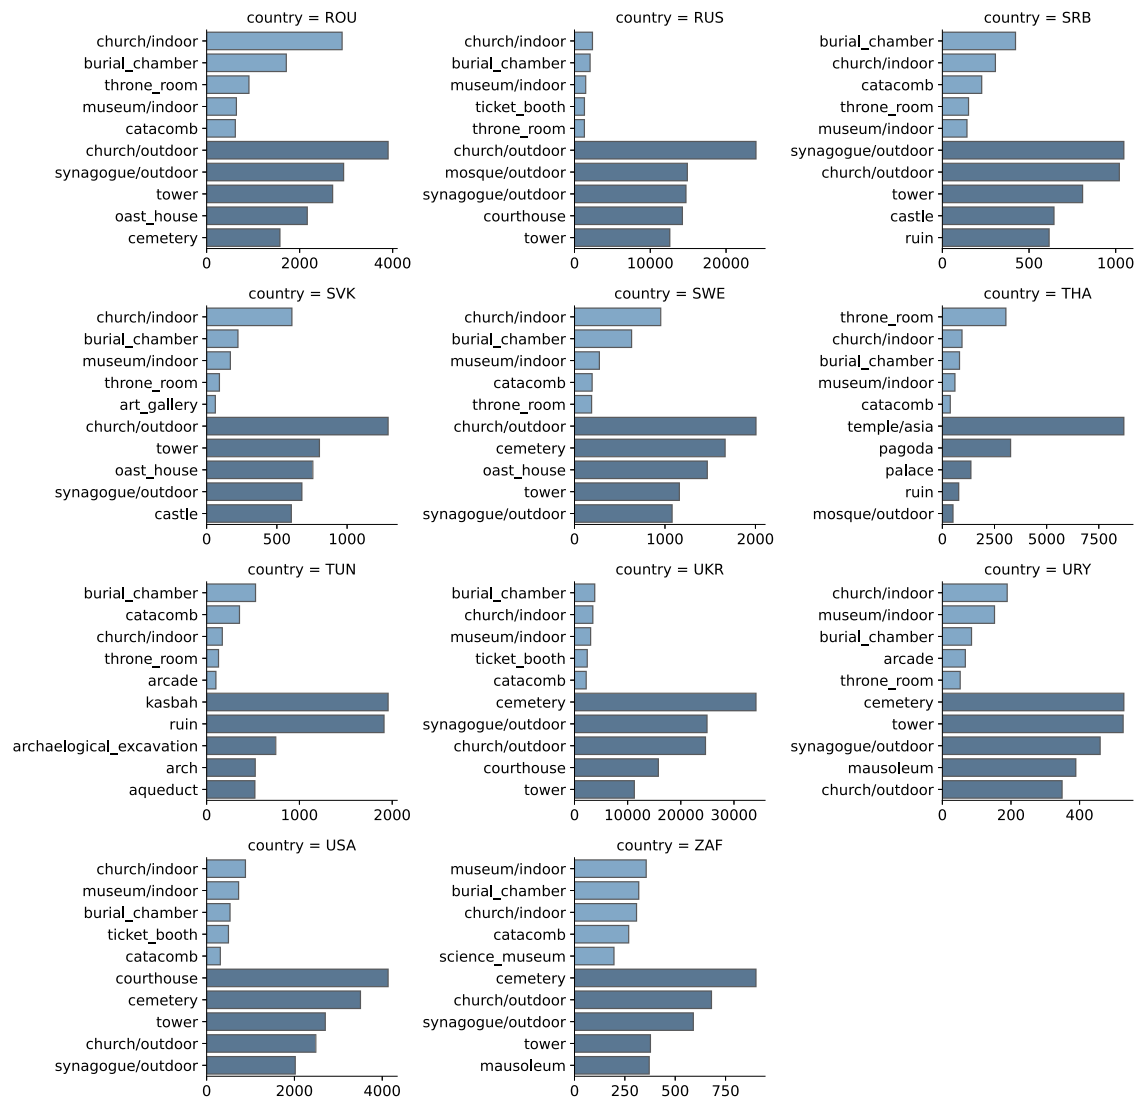 country = ROU
church/indoor
burial_chamber
throne_room
museum/indoor
catacomb
church/outdoor
synagogue/outdoor
tower
oast_house
cemetery
0 2000 4000
country = RUS
church/indoor
burial_chamber
museum/indoor
ticket_booth
throne_room
church/outdoor
mosque/outdoor
synagogue/outdoor
courthouse
tower
0 10000 20000
country = SRB
burial_chamber
church/indoor
catacomb
throne_room
museum/indoor
synagogue/outdoor
church/outdoor
tower
castle
ruin
0 500 1000
country = SVK
church/indoor
burial_chamber
museum/indoor
throne_room
art_gallery
church/outdoor
tower
oast_house
synagogue/outdoor
castle
0 500 1000
country = SWE
church/indoor
burial_chamber
museum/indoor
catacomb
throne_room
church/outdoor
cemetery
oast_house
tower
synagogue/outdoor
0 1000 2000
country = THA
throne_room
church/indoor
burial_chamber
museum/indoor
catacomb
temple/asia
pagoda
palace
ruin
mosque/outdoor
0 2500 5000 7500
country = TUN
burial_chamber
catacomb
church/indoor
throne_room
arcade
kasbah
ruin
archaelogical_excavation
arch
aqueduct
0 1000 2000
country = UKR
burial_chamber
church/indoor
museum/indoor
ticket_booth
catacomb
cemetery
synagogue/outdoor
church/outdoor
courthouse
tower
0 10000 20000 30000
country = URY
church/indoor
museum/indoor
burial_chamber
arcade
throne_room
cemetery
tower
synagogue/outdoor
mausoleum
church/outdoor
0 200 400
country = USA
church/indoor
museum/indoor
burial_chamber
ticket_booth
catacomb
courthouse
cemetery
tower
church/outdoor
synagogue/outdoor
0 2000 4000
country = ZAF
museum/indoor
burial_chamber
church/indoor
catacomb
science_museum
cemetery
church/outdoor
synagogue/outdoor
tower
mausoleum
0 250 500 750